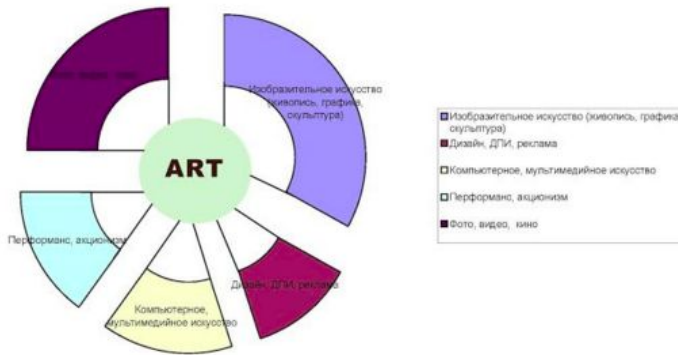 Изобразительное искусство
(живопись, графика,
скульптура)
ART
Перформанс, акционизм
Дизайн, ДПИ, реклама
Компьютерное,
мультимедийное искусство
Изобразительное искусство (живопись, графика,
скульптура)
Дизайн, ДПИ, реклама
Компьютерное, мультимедийное искусство
Перформанс, акционизм
Фото, видео, кино